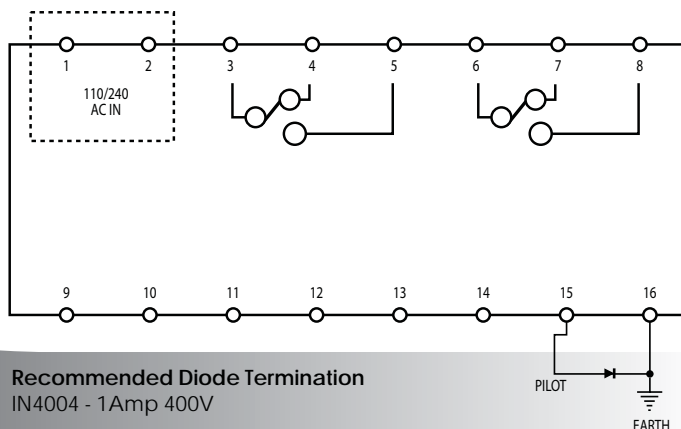 1 2 3 4 5 6 7 8
110/240
AC IN
9 10 11 12 13 14 15 16
Recommended Diode Termination
IN4004 - 1Amp 400V
PILOT
EARTH